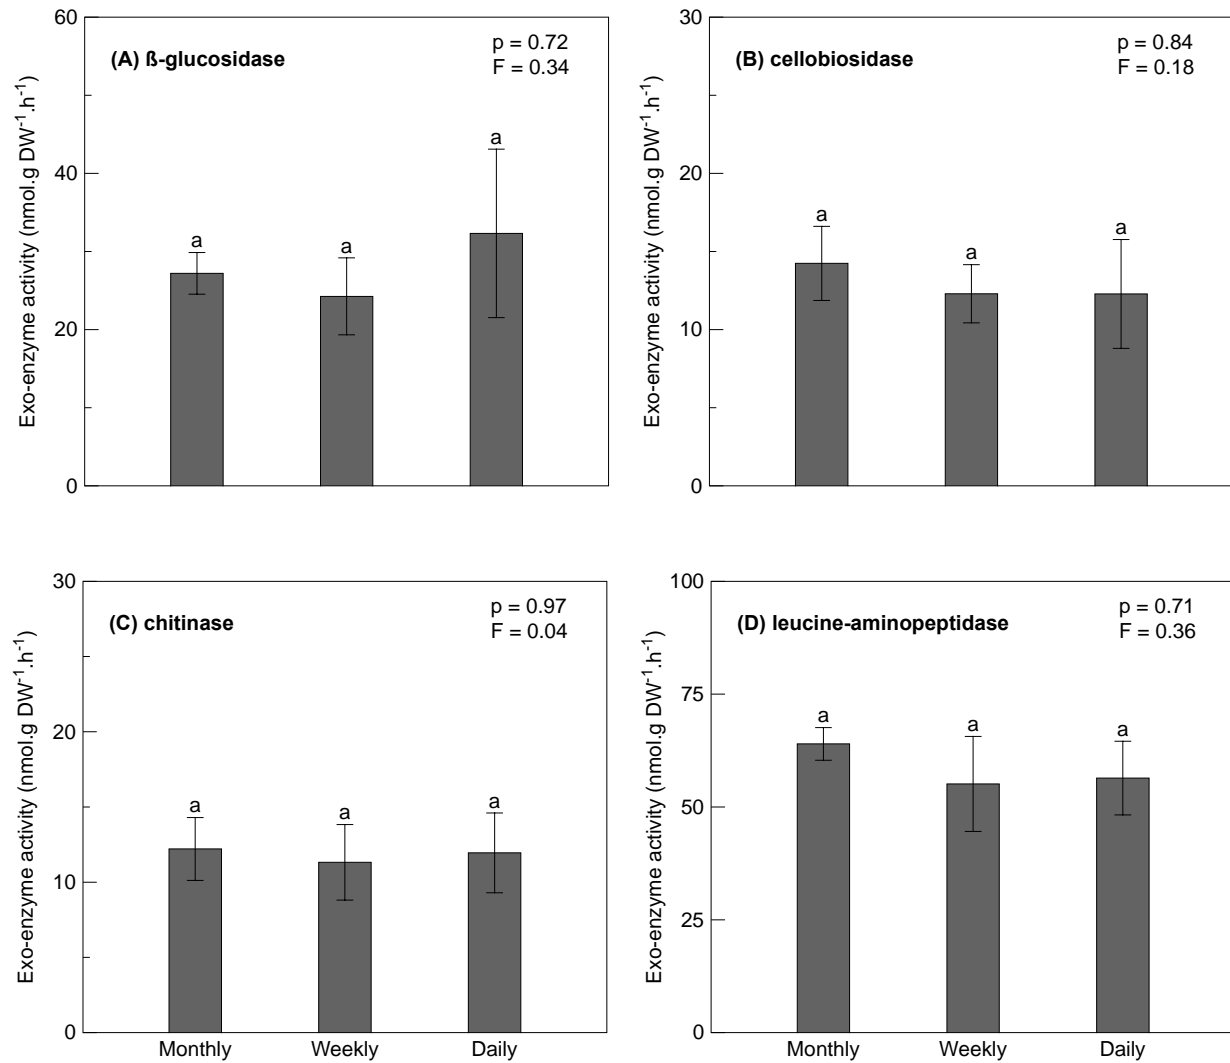 (A) ß-glucosidase
p = 0.72
F = 0.34
Exo-enzyme activity (nmol.g DW⁻¹.h⁻¹)
60
40
20
0
a
a
a
(B) cellobiosidase
p = 0.84
F = 0.18
Exo-enzyme activity (nmol.g DW⁻¹.h⁻¹)
30
20
10
0
a
a
a
(C) chitinase
p = 0.97
F = 0.04
Exo-enzyme activity (nmol.g DW⁻¹.h⁻¹)
30
20
10
0
a
a
a
Monthly Weekly Daily
(D) leucine-aminopeptidase
p = 0.71
F = 0.36
Exo-enzyme activity (nmol.g DW⁻¹.h⁻¹)
100
75
50
25
0
a
a
a
Monthly Weekly Daily